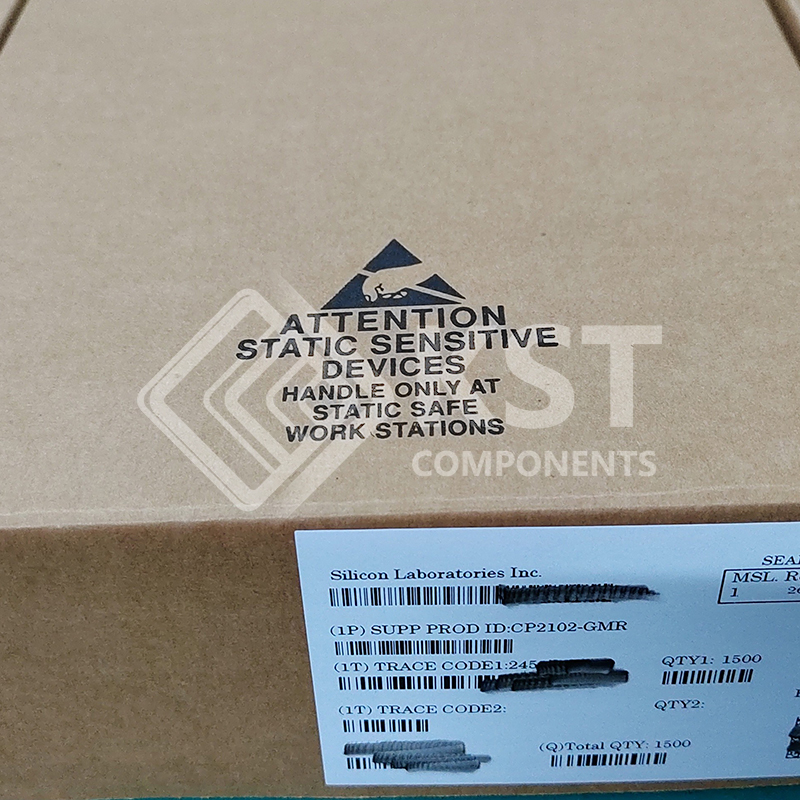 ATTENTION
STATIC SENSITIVE
DEVICES
HANDLE ONLY AT
STATIC SAFE
WORK STATIONS
XST
COMPONENTS
Silicon Laboratories Inc.
MSL.
1
(1P) SUPP PROD ID:CP2102-GMR
(1T) TRACE CODE1:245
QTY1: 1500
(1T) TRACE CODE2:
QTY2:
(Q)Total QTY: 1500